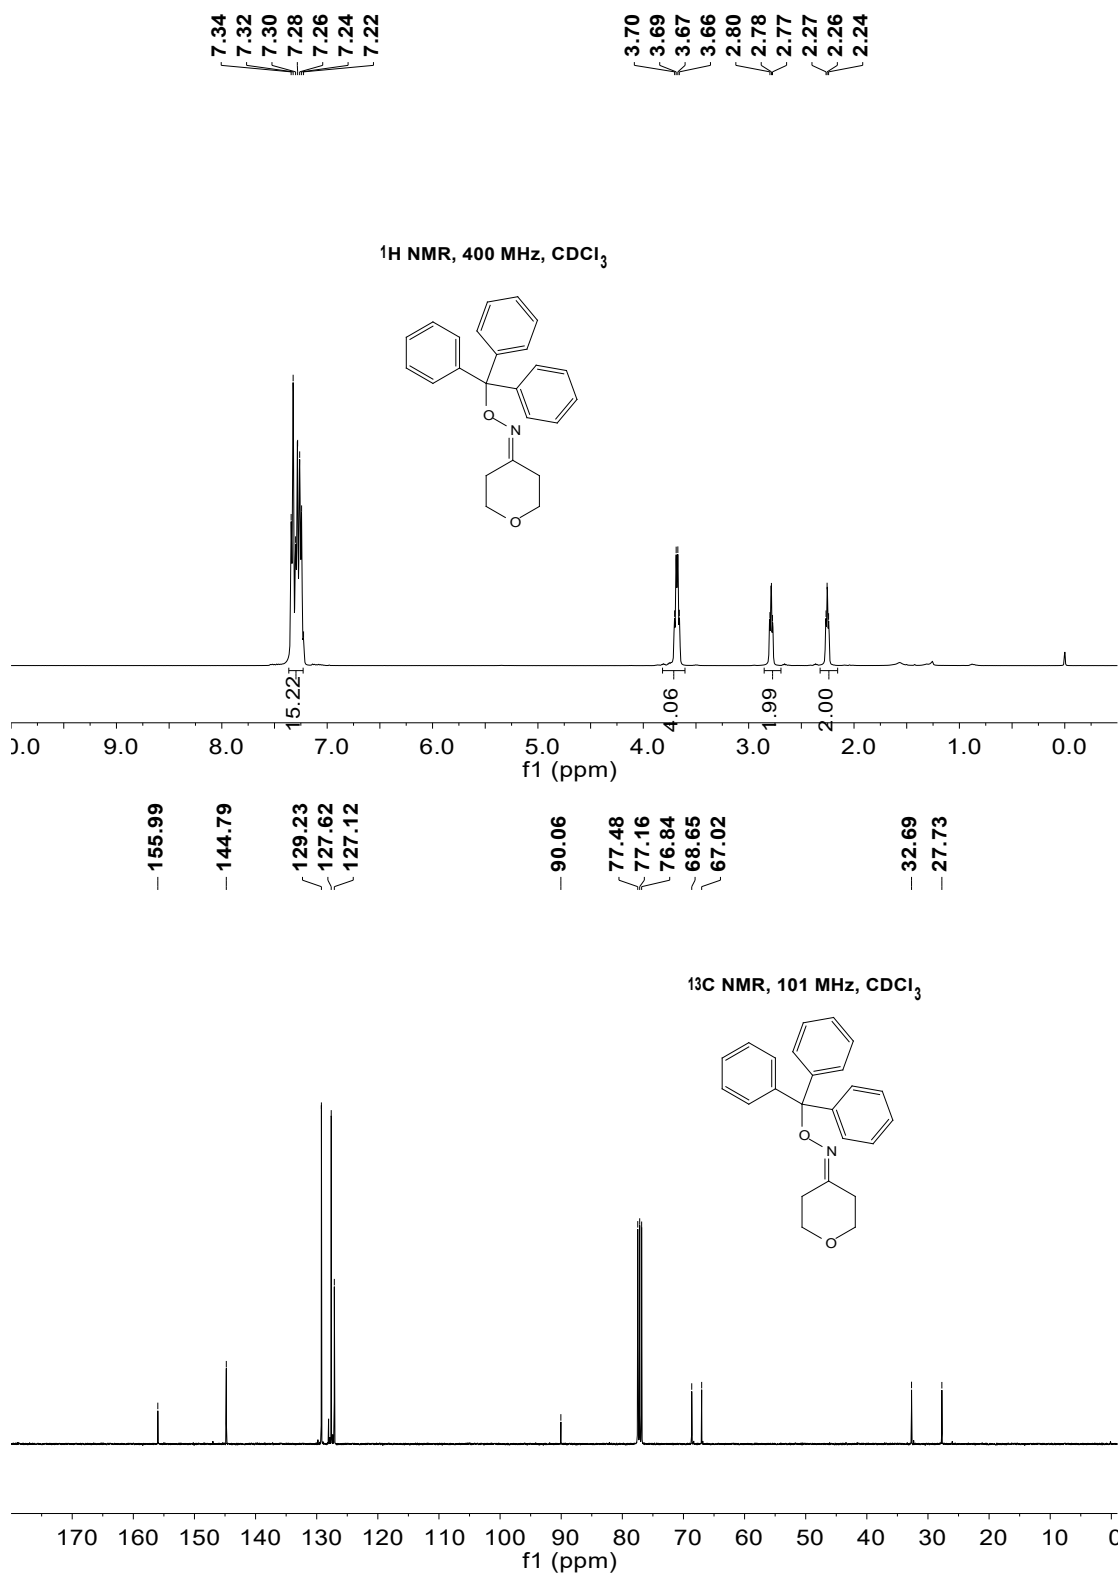 7.34
7.32
7.30
7.28
7.26
7.24
7.22
3.70
3.69
3.67
3.66
2.80
2.78
2.77
2.27
2.26
2.24
1H NMR, 400 MHz, CDCl3
O
N
O
15.22
4.06
1.99
2.00
0.0 9.0 8.0 7.0 6.0 5.0 4.0 3.0 2.0 1.0 0.0
f1 (ppm)
155.99
144.79
129.23
127.62
127.12
90.06
77.48
77.16
76.84
68.65
67.02
32.69
27.73
13C NMR, 101 MHz, CDCl3
O
N
O
170 160 150 140 130 120 110 100 90 80 70 60 50 40 30 20 10 0
f1 (ppm)